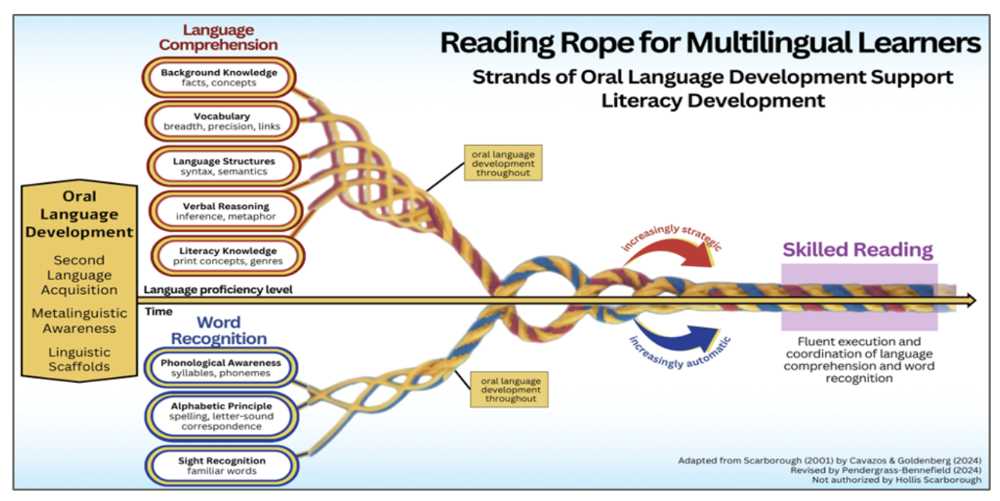 Reading Rope for Multilingual Learners
Strands of Oral Language Development Support
Literacy Development
Language
Comprehension
Background Knowledge
facts, concepts
Vocabulary
breadth, precision, links
Language Structures
syntax, semantics
Verbal Reasoning
inference, metaphor
Literacy Knowledge
print concepts, genres
oral language
development
throughout
Oral
Language
Development
Second
Language
Acquisition
Metalinguistic
Awareness
Linguistic
Scaffolds
Language proficiency level
Time
Word
Recognition
Phonological Awareness
syllables, phonemes
Alphabetic Principle
spelling, letter-sound
correspondence
Sight Recognition
familiar words
oral language
development
throughout
increasingly strategic
increasingly automatic
Skilled Reading
Fluent execution and
coordination of language
comprehension and word
recognition
Adapted from Scarborough (2001) by Cavazos & Goldenberg (2024)
Revised by Pendergrass-Bennefield (2024)
Not authorized by Hollis Scarborough